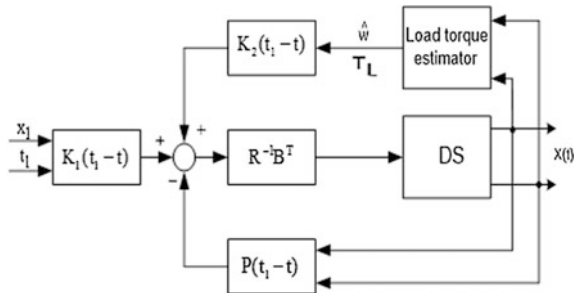 K₂(t₁−t)
^
w
T_L
Load torque
estimator
x₁
t₁
K₁(t₁−t)
+
+
−
R⁻¹Bᵀ
DS
X(t)
P(t₁−t)